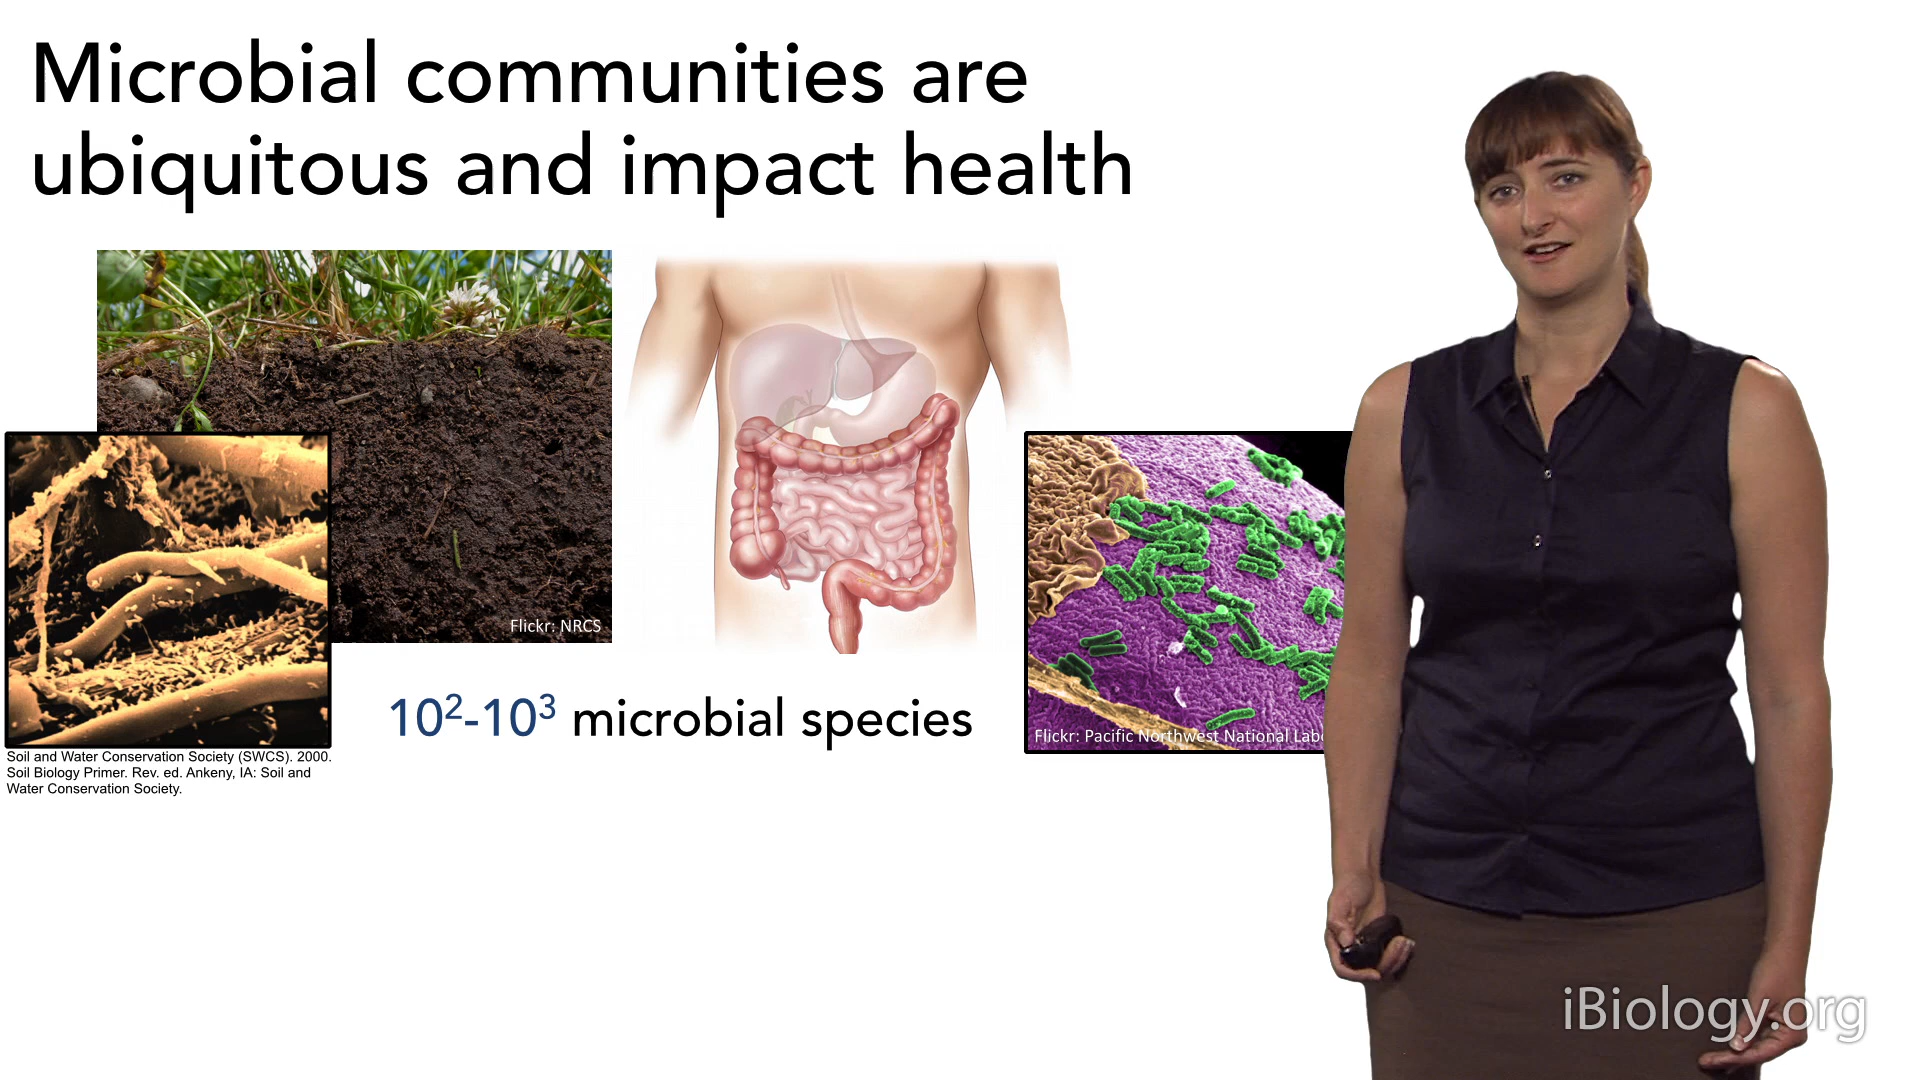 Microbial communities are
ubiquitous and impact health
Flickr: NRCS
10²-10³ microbial species
Flickr: Pacific Northwest National
Soil and Water Conservation Society (SWCS). 2000.
Soil Biology Primer. Rev. ed. Ankeny, IA: Soil and
Water Conservation Society.
iBiology.org